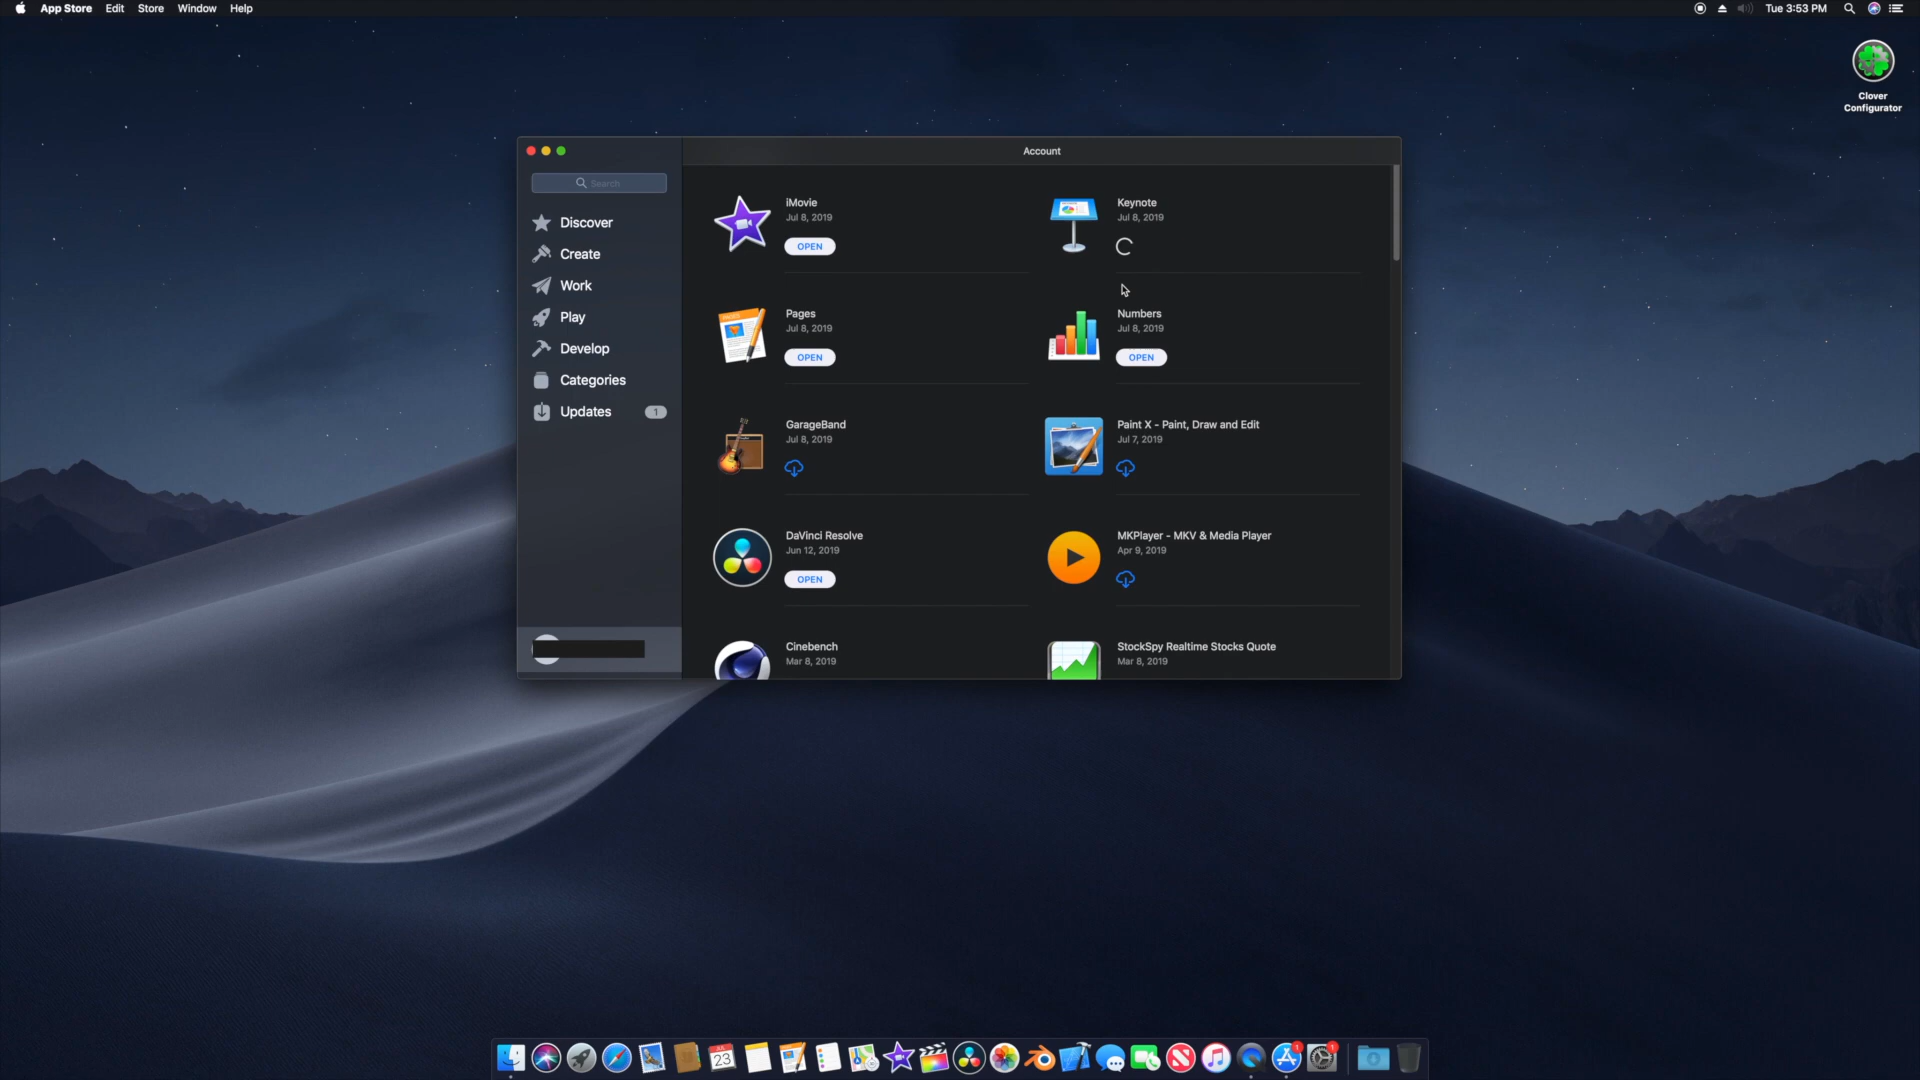 App Store Edit Store Window Help
Tue 3:53 PM
Clover
Configurator
Account
Search
Discover
Create
Work
Play
Develop
Categories
Updates 1
iMovie
Jul 8, 2019
OPEN
Keynote
Jul 8, 2019
Pages
Jul 8, 2019
OPEN
Numbers
Jul 8, 2019
OPEN
GarageBand
Jul 8, 2019
Paint X - Paint, Draw and Edit
Jul 7, 2019
DaVinci Resolve
Jun 12, 2019
OPEN
MKPlayer - MKV & Media Player
Apr 9, 2019
Cinebench
Mar 8, 2019
StockSpy Realtime Stocks Quote
Mar 8, 2019
JUL
23
1
1